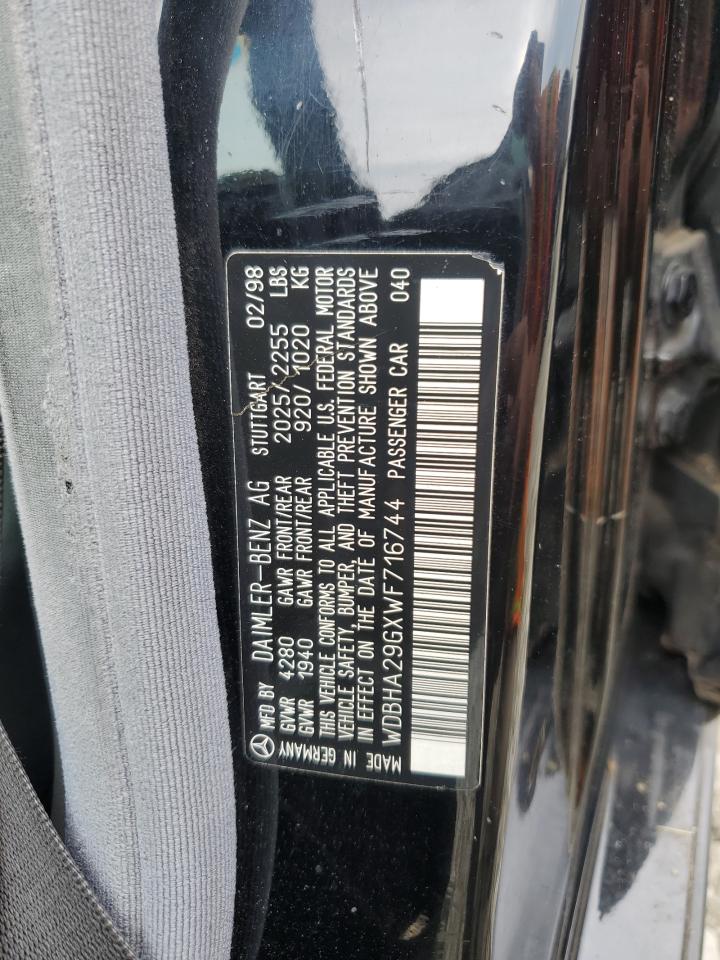 MFD BY DAIMLER-BENZ AG STUTTGART 02/98
GVWR 4280 GAWR FRONT/REAR 2025/2255 LBS
GVWR 1940 GAWR FRONT/REAR 920/1020 KG
THIS VEHICLE CONFORMS TO ALL APPLICABLE U.S. FEDERAL MOTOR
VEHICLE SAFETY, BUMPER, AND THEFT PREVENTION STANDARDS
IN EFFECT ON THE DATE OF MANUFACTURE SHOWN ABOVE
WDBHA29GXWF716744 PASSENGER CAR 040
MADE IN GERMANY